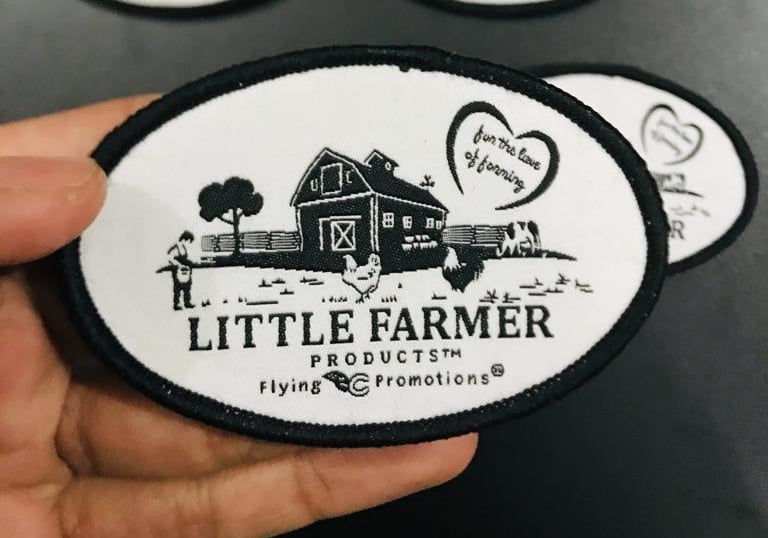 for the love
of farming
LITTLE FARMER
PRODUCTS™
Flying C Promotions
R